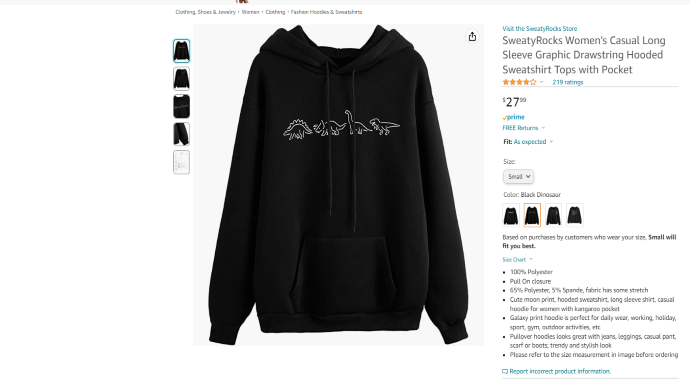 Clothing, Shoes & Jewelry › Women › Clothing › Fashion Hoodies & Sweatshirts
Visit the SweatyRocks Store
SweatyRocks Women's Casual Long
Sleeve Graphic Drawstring Hooded
Sweatshirt Tops with Pocket
219 ratings
$2799
prime
FREE Returns
Fit: As expected
Size:
Small
Color: Black Dinosaur
Based on purchases by customers who wear your size, Small will
fit you best.
Size Chart
• 100% Polyester
• Pull On closure
• 65% Polyester, 5% Spande, fabric has some stretch
• Cute moon print, hooded sweatshirt, long sleeve shirt, casual
hoodie for women with kangaroo pocket
• Galaxy print hoodie is perfect for daily wear, working, holiday,
sport, gym, outdoor activities, etc
• Pullover hoodies looks great with jeans, leggings, casual pant,
scarf or boots; trendy and stylish look
• Please refer to the size measurement in image before ordering
Report incorrect product information.